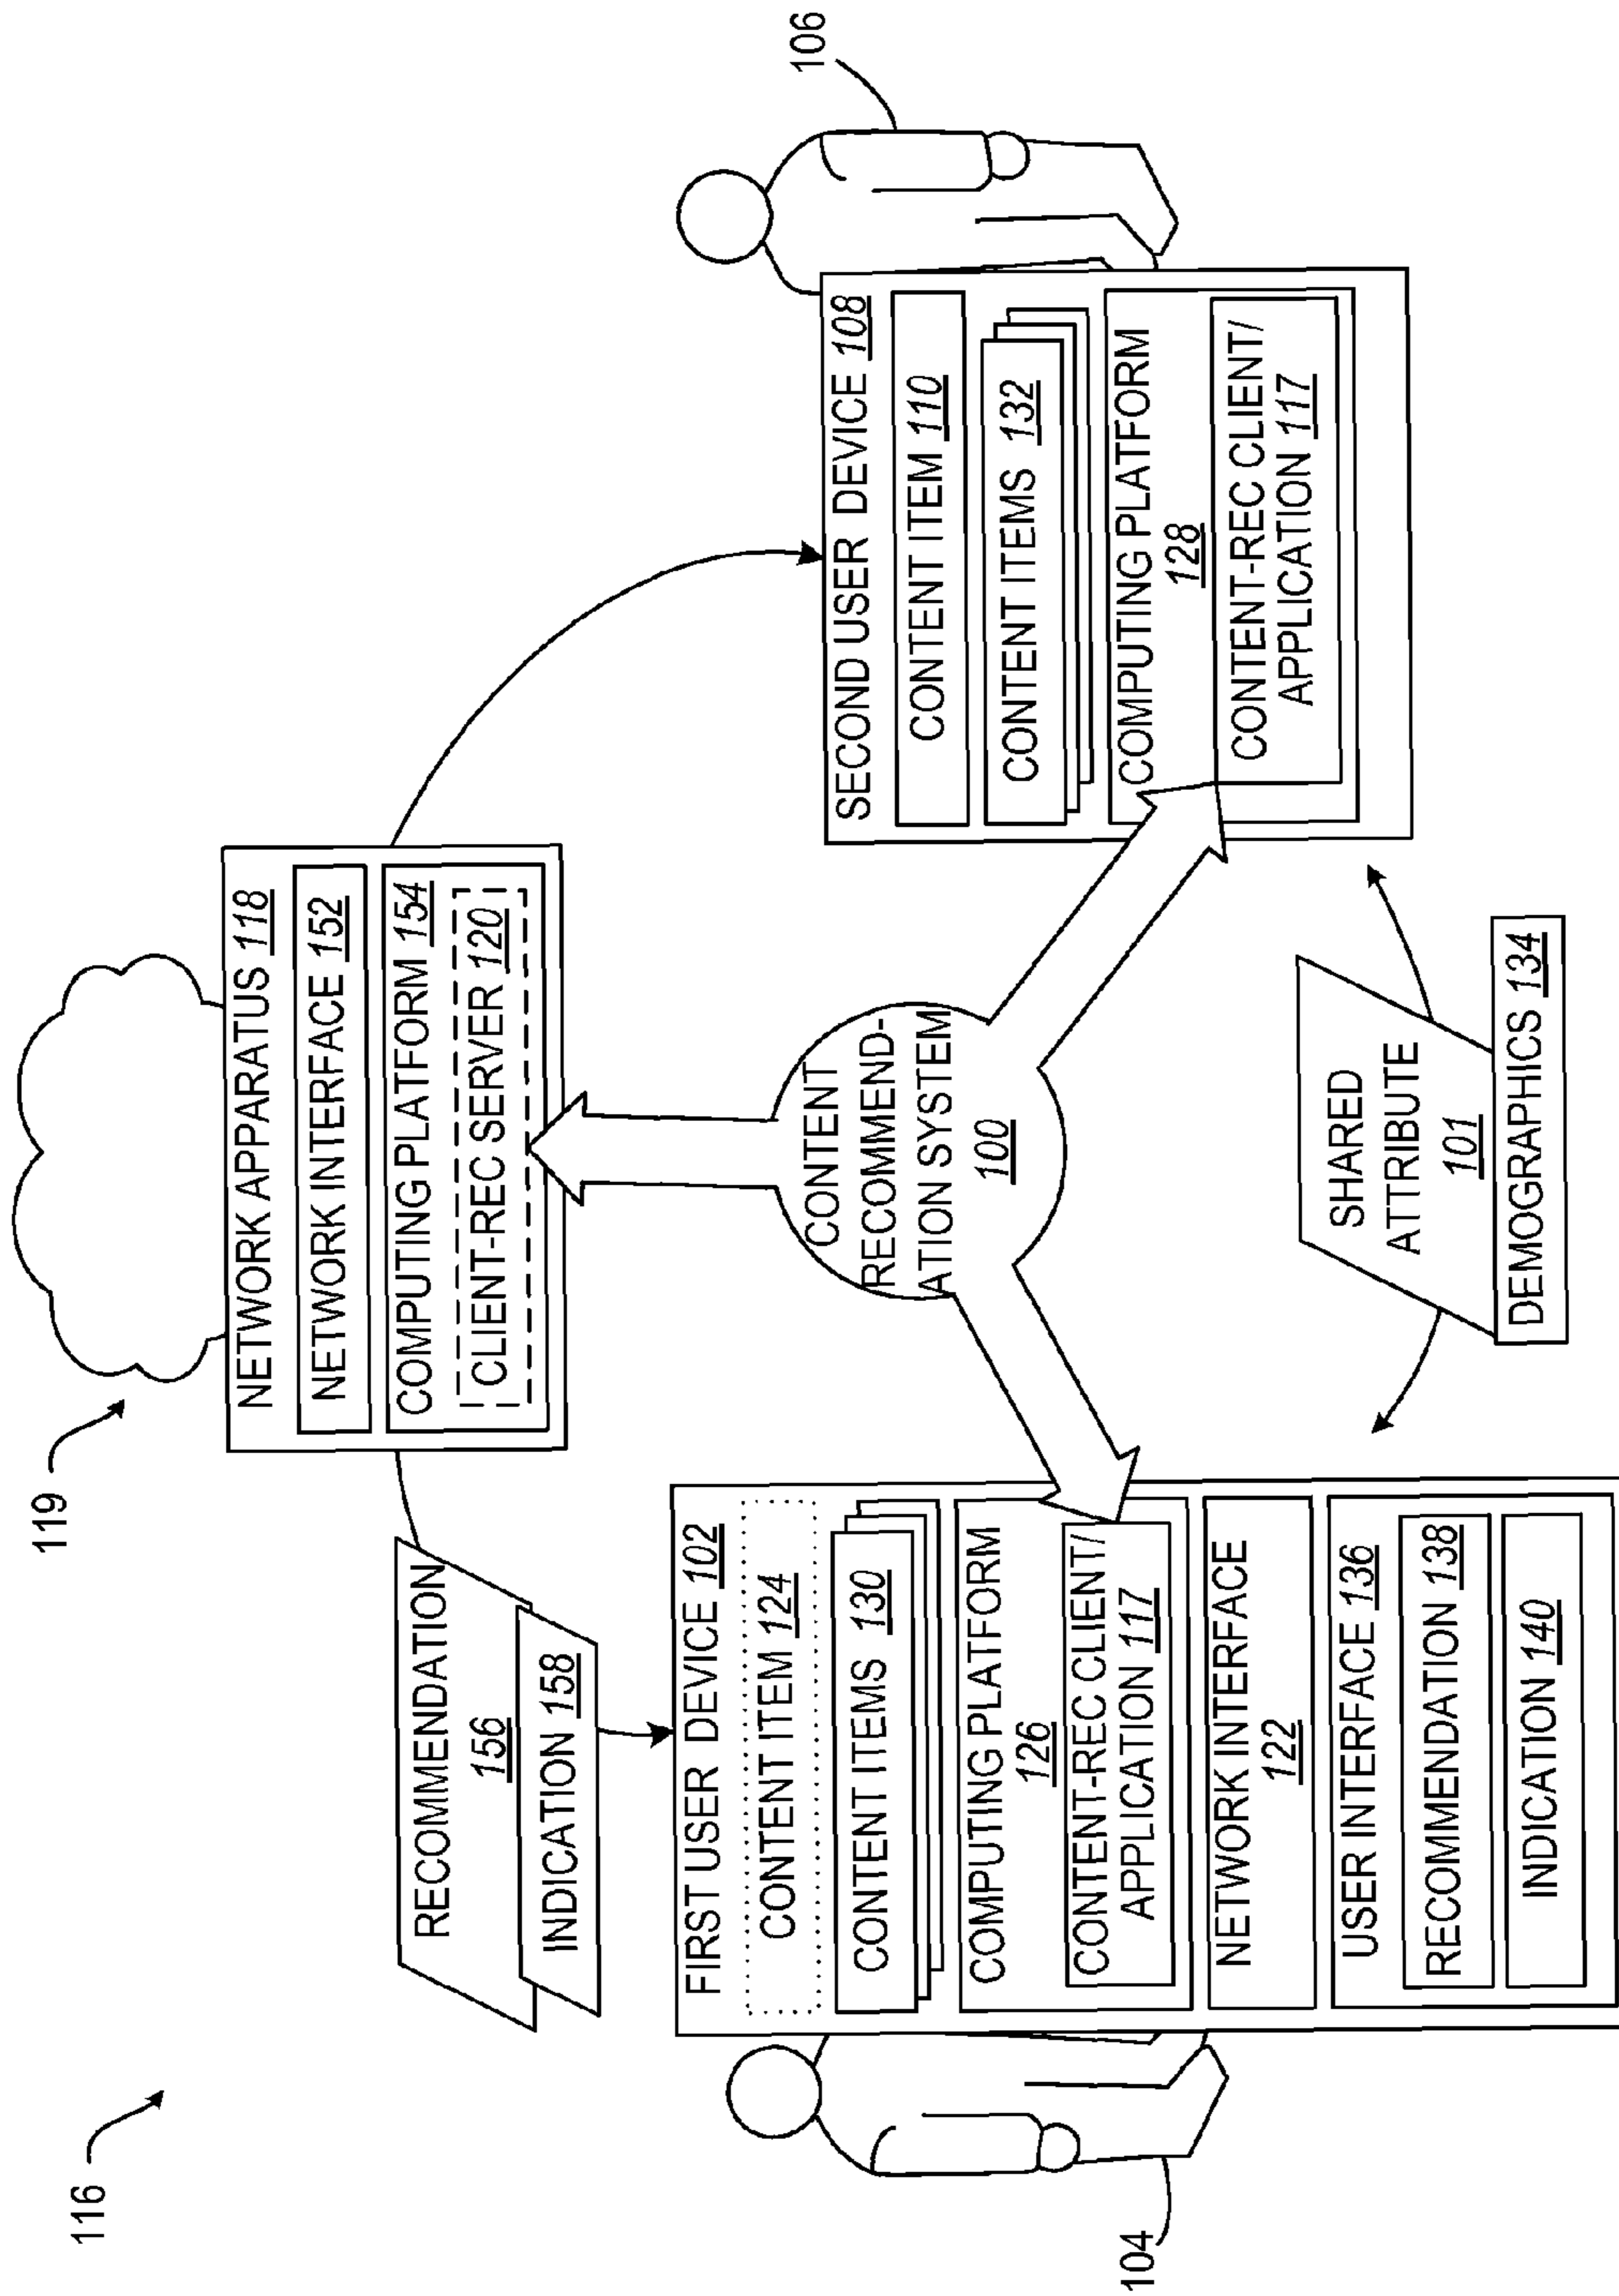 116
119
NETWORK APPARATUS 118
NETWORK INTERFACE 152
COMPUTING PLATFORM 154
CLIENT-REC SERVER 120
RECOMMENDATION
156
INDICATION 158
FIRST USER DEVICE 102
CONTENT ITEM 124
CONTENT ITEMS 130
COMPUTING PLATFORM
126
CONTENT-REC CLIENT/
APPLICATION 117
NETWORK INTERFACE
122
USER INTERFACE 136
RECOMMENDATION 138
INDICATION 140
104
CONTENT
RECOMMEND-
ATION SYSTEM
100
SECOND USER DEVICE 108
CONTENT ITEM 110
CONTENT ITEMS 132
COMPUTING PLATFORM
128
CONTENT-REC CLIENT/
APPLICATION 117
106
SHARED
ATTRIBUTE
101
DEMOGRAPHICS 134